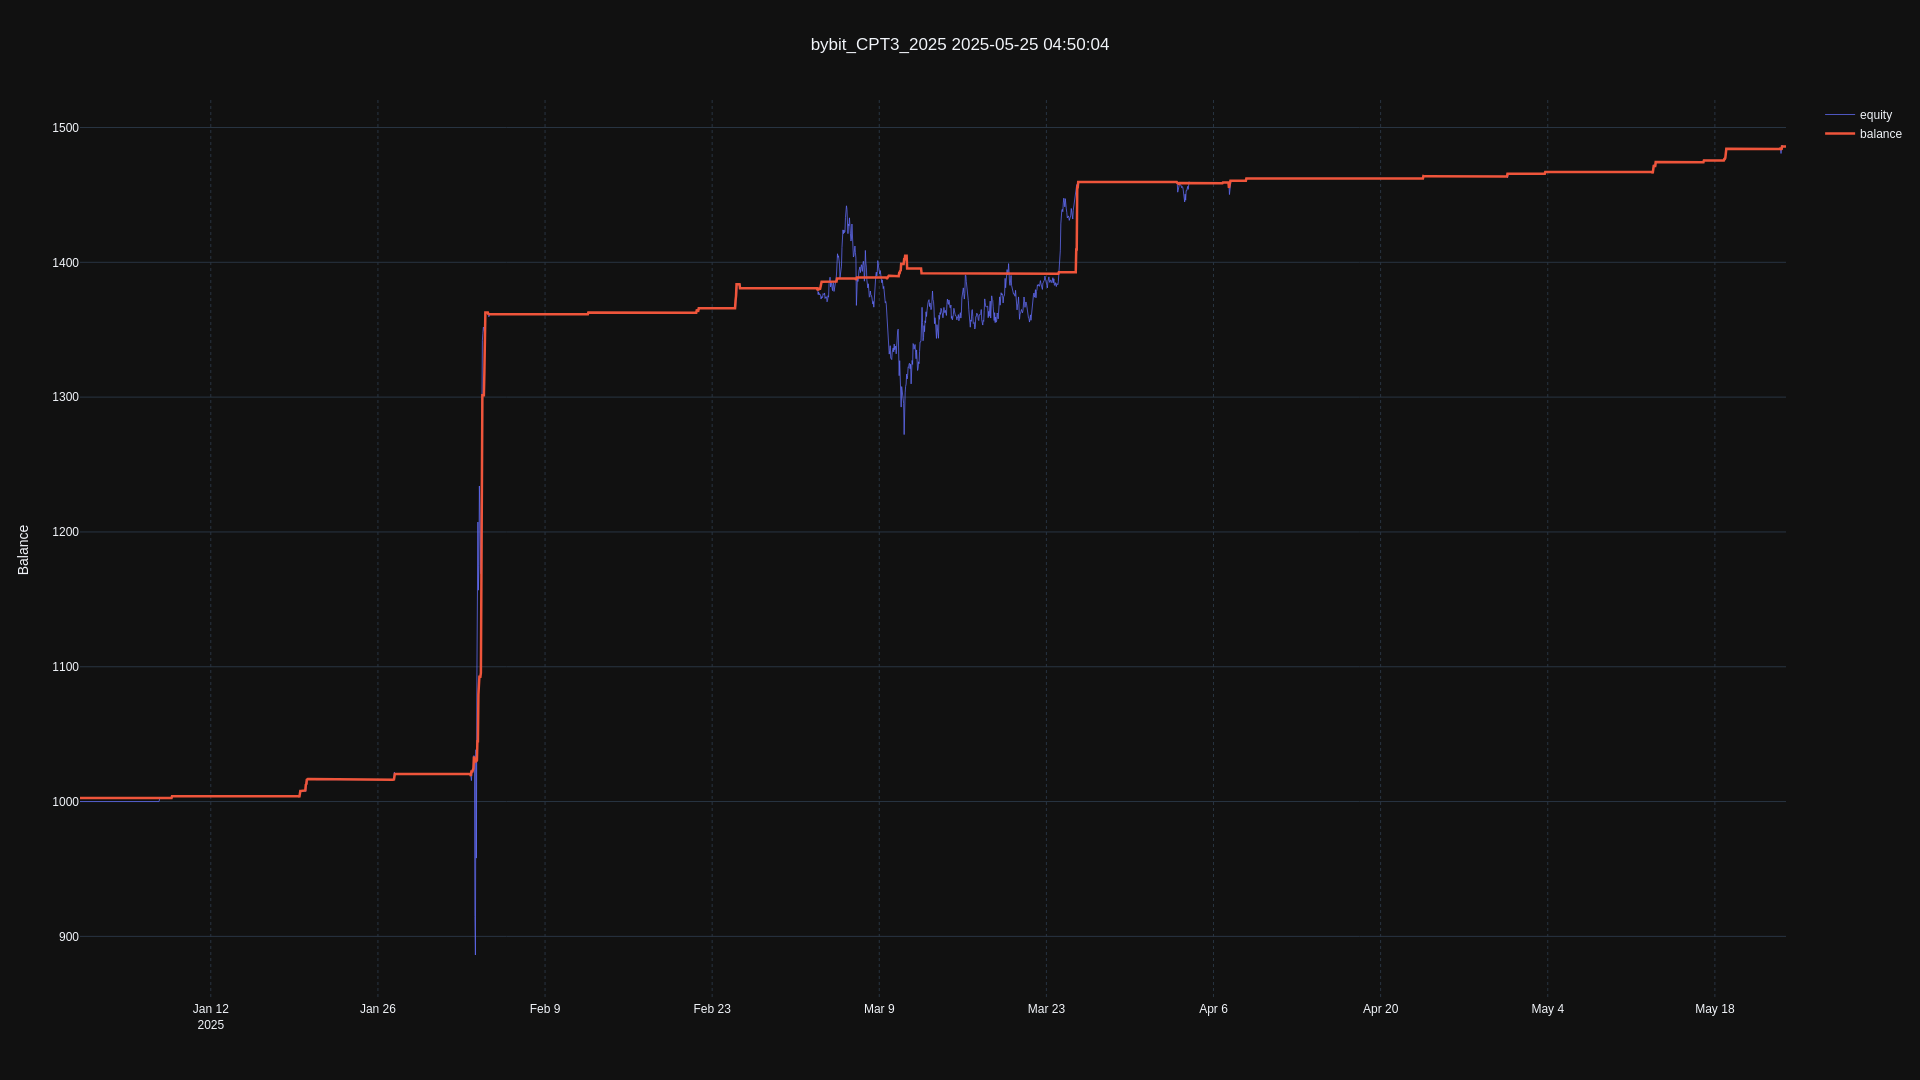 bybit_CPT3_2025 2025-05-25 04:50:04
equity
balance
Balance
1500
1400
1300
1200
1100
1000
900
Jan 12
2025
Jan 26
Feb 9
Feb 23
Mar 9
Mar 23
Apr 6
Apr 20
May 4
May 18